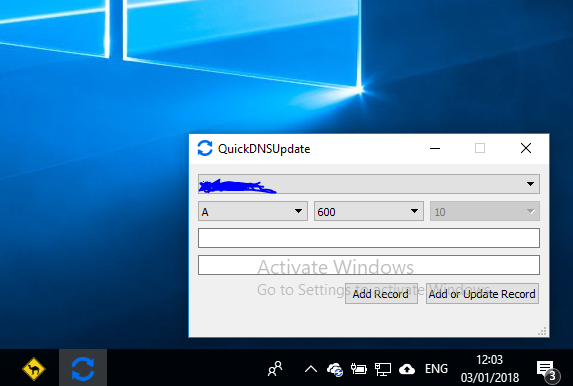 QuickDNSUpdate
A 600 10
Activate Windows
Go to Settings to activate Windows.
Add Record Add or Update Record
ENG
12:03
03/01/2018
3